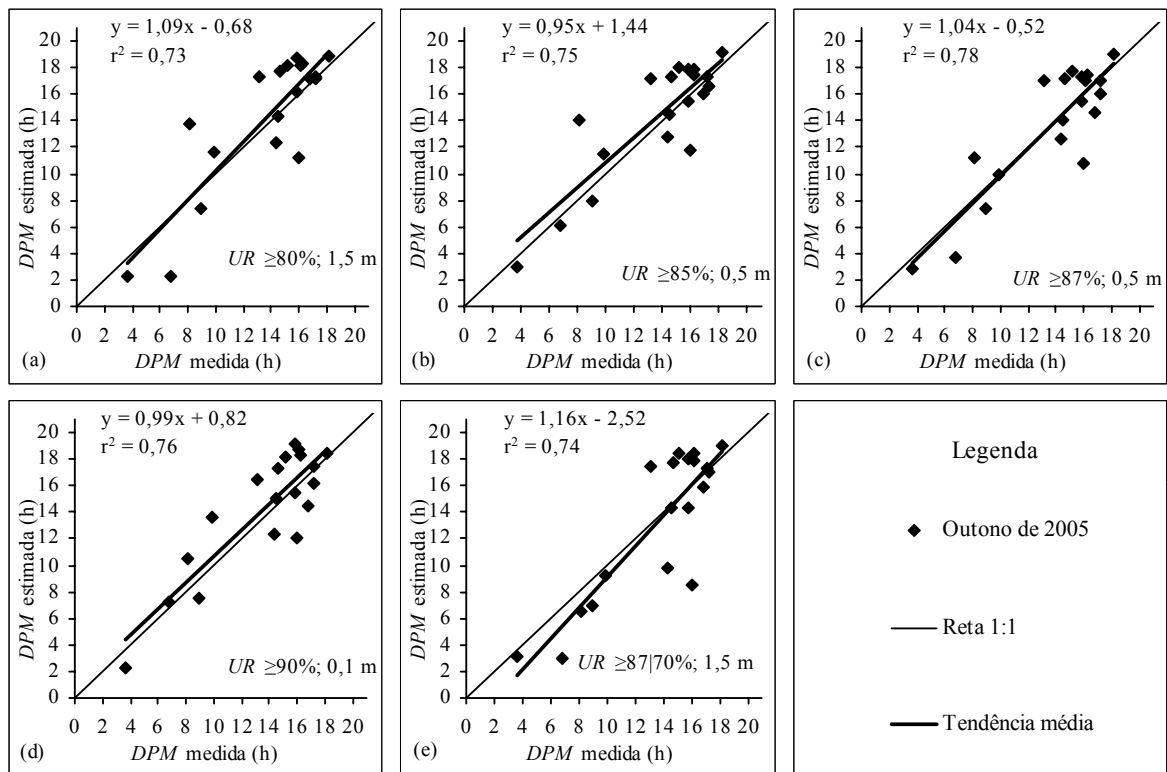 y = 1,09x - 0,68
r² = 0,73
20
18
16
14
12
10
8
6
4
2
0
DPM estimada (h)
UR ≥80%; 1,5 m
0 2 4 6 8 10 12 14 16 18 20
(a) DPM medida (h)
y = 0,95x + 1,44
r² = 0,75
20
18
16
14
12
10
8
6
4
2
0
DPM estimada (h)
UR ≥85%; 0,5 m
0 2 4 6 8 10 12 14 16 18 20
(b) DPM medida (h)
y = 1,04x - 0,52
r² = 0,78
20
18
16
14
12
10
8
6
4
2
0
DPM estimada (h)
UR ≥87%; 0,5 m
0 2 4 6 8 10 12 14 16 18 20
(c) DPM medida (h)
y = 0,99x + 0,82
r² = 0,76
20
18
16
14
12
10
8
6
4
2
0
DPM estimada (h)
UR ≥90%; 0,1 m
0 2 4 6 8 10 12 14 16 18 20
(d) DPM medida (h)
y = 1,16x - 2,52
r² = 0,74
20
18
16
14
12
10
8
6
4
2
0
DPM estimada (h)
UR ≥87|70%; 1,5 m
0 2 4 6 8 10 12 14 16 18 20
(e) DPM medida (h)
Legenda
Outono de 2005
Reta 1:1
Tendência média